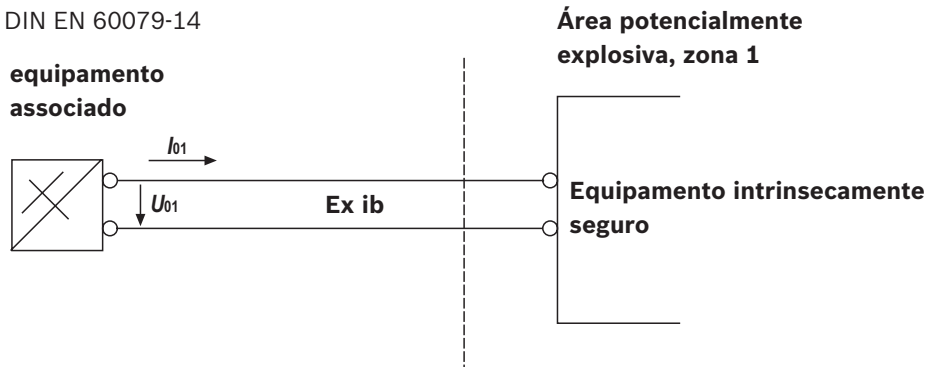 DIN EN 60079-14
Área potencialmente
explosiva, zona 1
equipamento
associado
I01
U01
Ex ib
Equipamento intrinsecamente
seguro